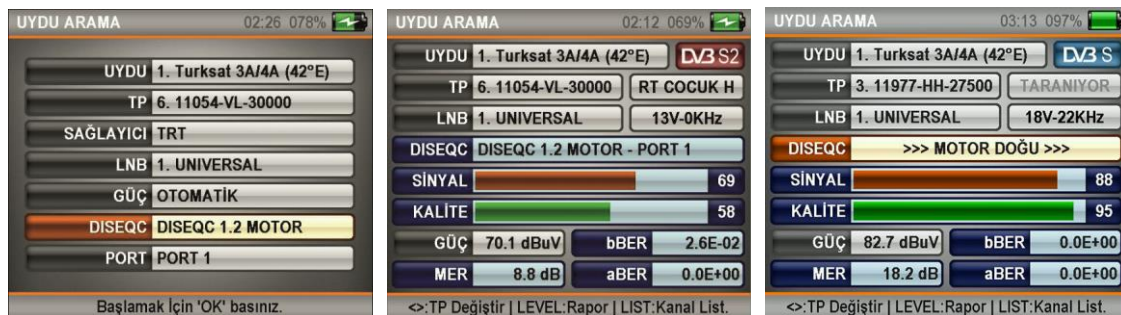 UYDU ARAMA 02:26 078%
UYDU 1. Turksat 3A/4A (42°E)
TP 6. 11054-VL-30000
SAĞLAYICI TRT
LNB 1. UNIVERSAL
GÜÇ OTOMATİK
DISEQC DISEQC 1.2 MOTOR
PORT PORT 1
Başlamak İçin 'OK' basınız.
UYDU ARAMA 02:12 069%
UYDU 1. Turksat 3A/4A (42°E) DVB S2
TP 6. 11054-VL-30000 RT COCUK H
LNB 1. UNIVERSAL 13V-0KHz
DISEQC DISEQC 1.2 MOTOR - PORT 1
SİNYAL 69
KALİTE 58
GÜÇ 70.1 dBuV bBER 2.6E-02
MER 8.8 dB aBER 0.0E+00
<>:TP Değiştir | LEVEL:Rapor | LIST:Kanal List.
UYDU ARAMA 03:13 097%
UYDU 1. Turksat 3A/4A (42°E) DVB S
TP 3. 11977-HH-27500 TARANIYOR
LNB 1. UNIVERSAL 18V-22KHz
DISEQC >>> MOTOR DOĞU >>>
SİNYAL 88
KALİTE 95
GÜÇ 82.7 dBuV bBER 0.0E+00
MER 18.2 dB aBER 0.0E+00
<>:TP Değiştir | LEVEL:Rapor | LIST:Kanal List.